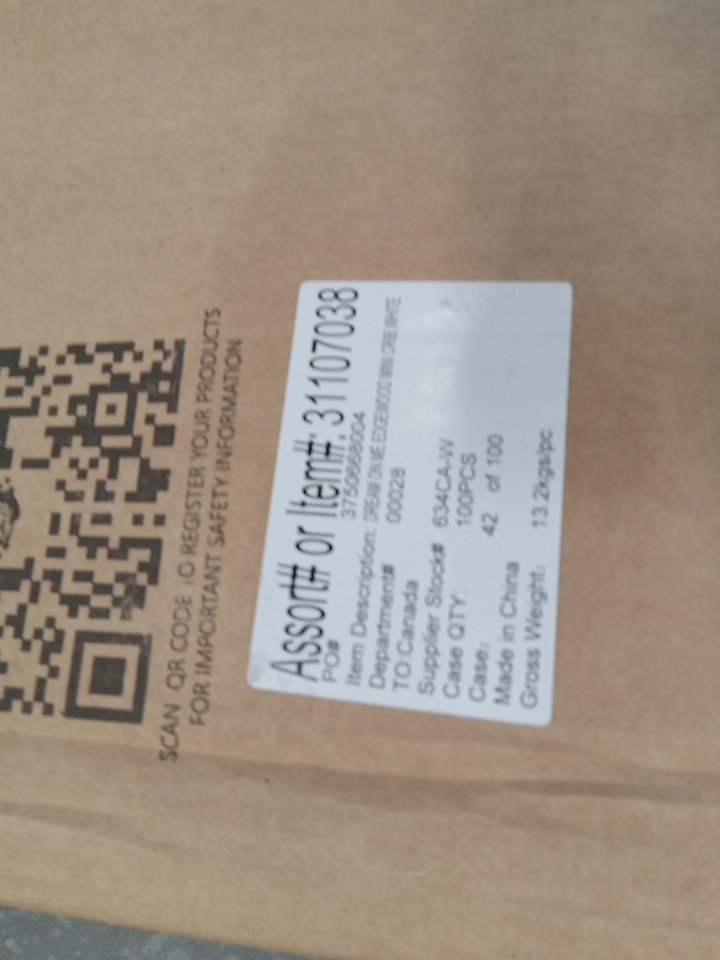 SCAN QR CODE TO REGISTER YOUR PRODUCTS
FOR IMPORTANT SAFETY INFORMATION
Assort# or Item#: 31107038
PO# 3750668004
Item Description: DREAM ON ME EDGEWOOD MINI CRIB WHITE
Department# 00028
TO:Canada
Supplier Stock# 634CA-W
Case QTY: 100PCS
Case: 42 of 100
Made in China
Gross Weight: 13.2kgs/pc